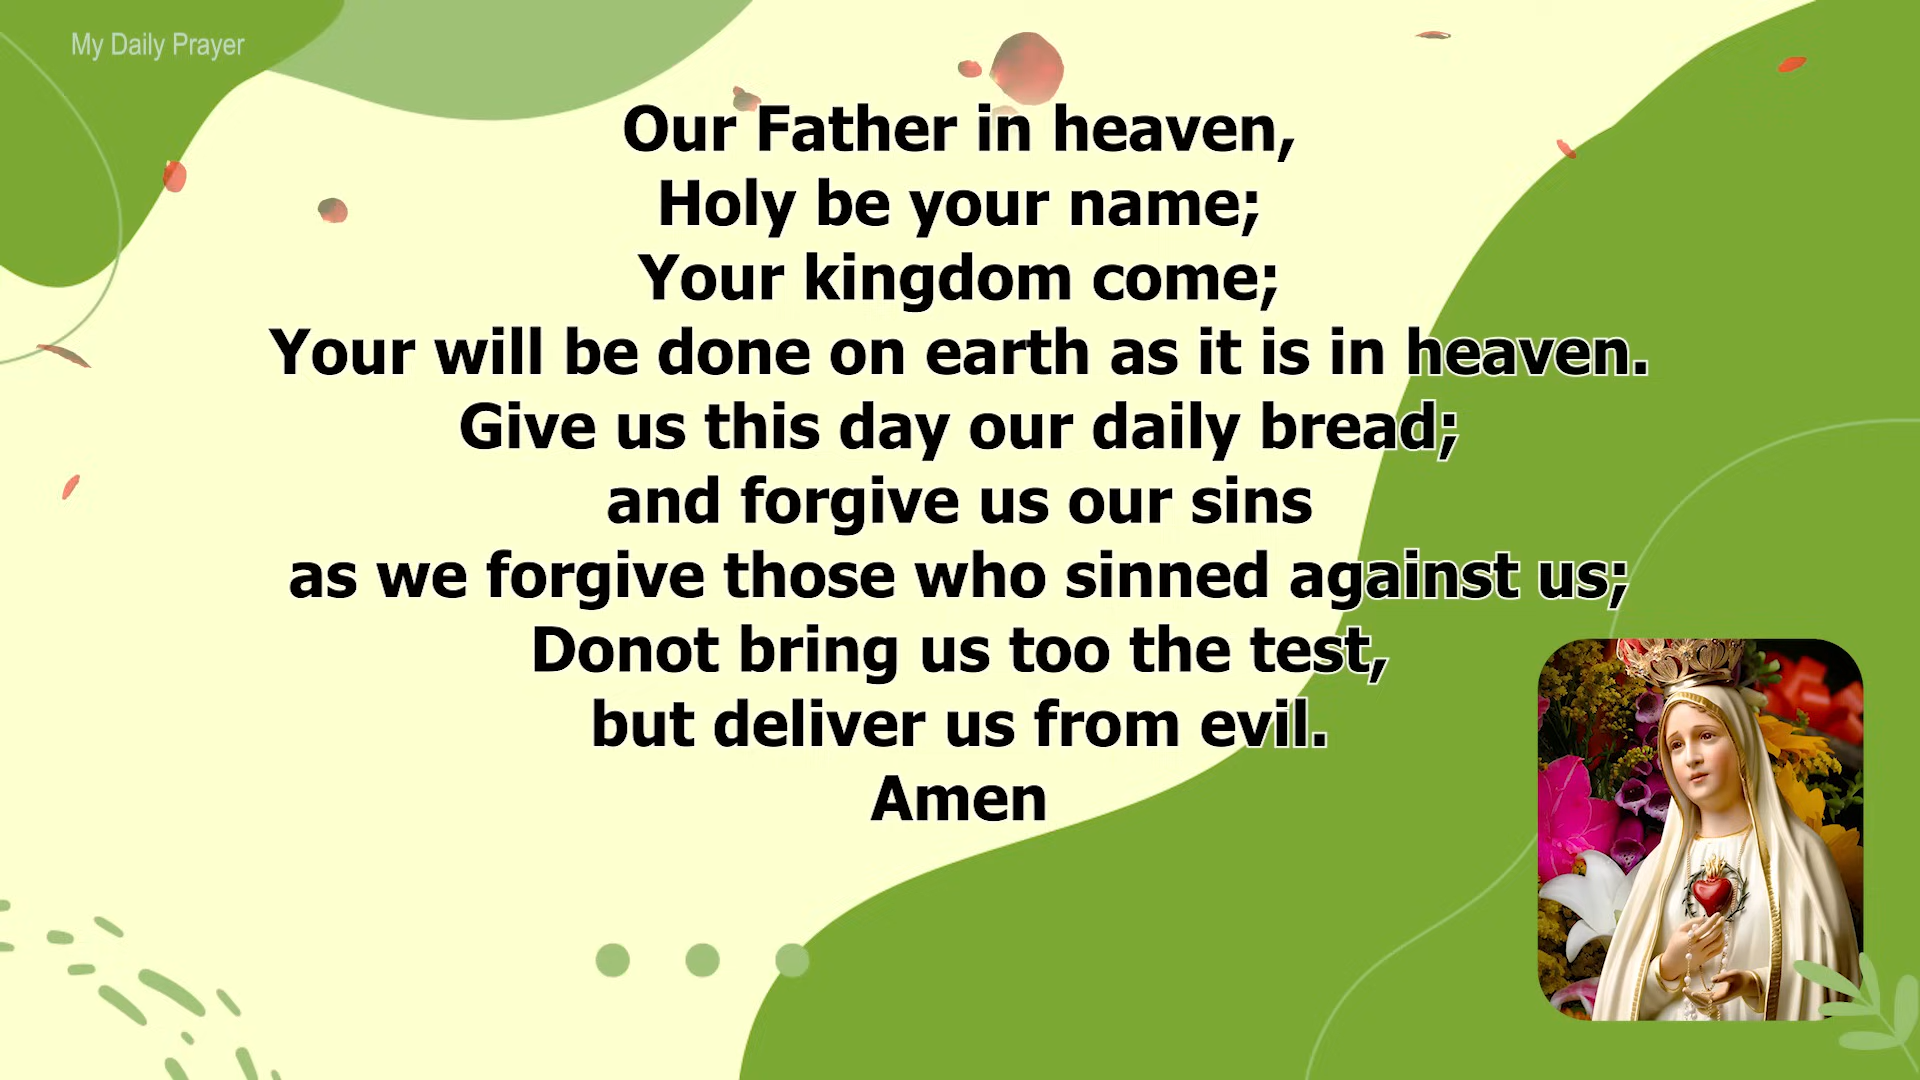 My Daily Prayer
Our Father in heaven,
Holy be your name;
Your kingdom come;
Your will be done on earth as it is in heaven.
Give us this day our daily bread;
and forgive us our sins
as we forgive those who sinned against us;
Donot bring us too the test,
but deliver us from evil.
Amen